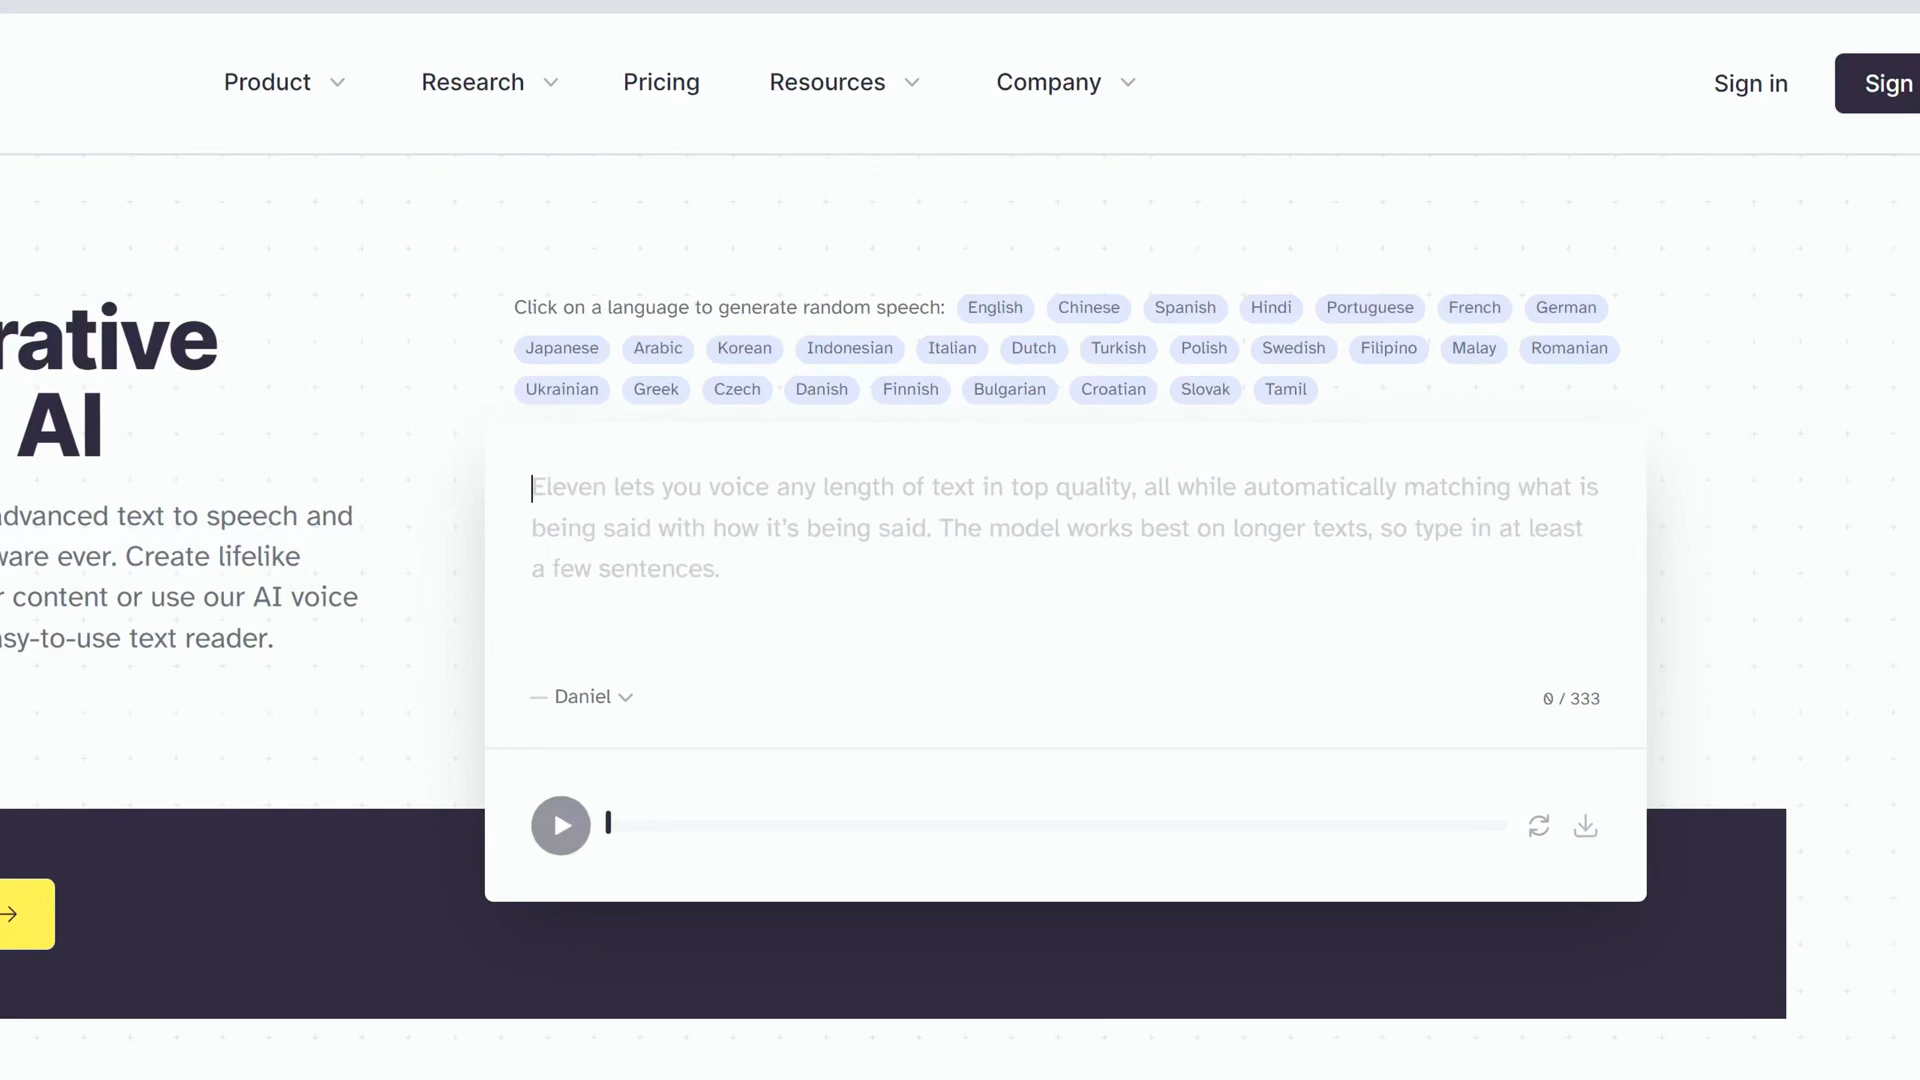 Product
Research
Pricing
Resources
Company
Sign in
Sign
rative
AI
advanced text to speech and
ware ever. Create lifelike
r content or use our AI voice
asy-to-use text reader.
Click on a language to generate random speech: English Chinese Spanish Hindi Portuguese French German
Japanese Arabic Korean Indonesian Italian Dutch Turkish Polish Swedish Filipino Malay Romanian
Ukrainian Greek Czech Danish Finnish Bulgarian Croatian Slovak Tamil
Eleven lets you voice any length of text in top quality, all while automatically matching what is
being said with how it’s being said. The model works best on longer texts, so type in at least
a few sentences.
— Daniel
0 / 333